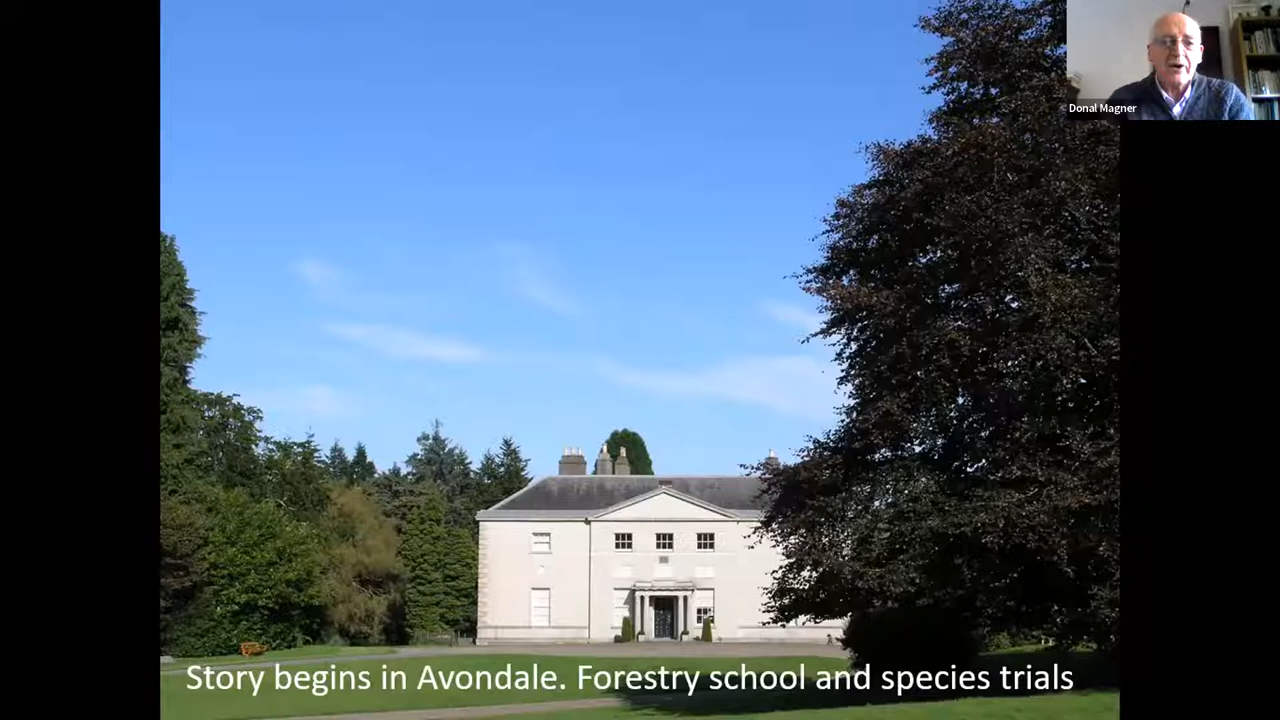 Donal Magner
Story begins in Avondale. Forestry school and species trials